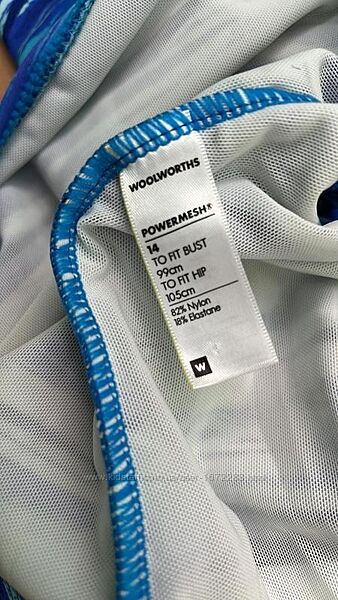 WOOLWORTHS
POWERMESH®
14
TO FIT BUST
99cm
TO FIT HIP
105cm
82% Nylon
18% Elastane
W